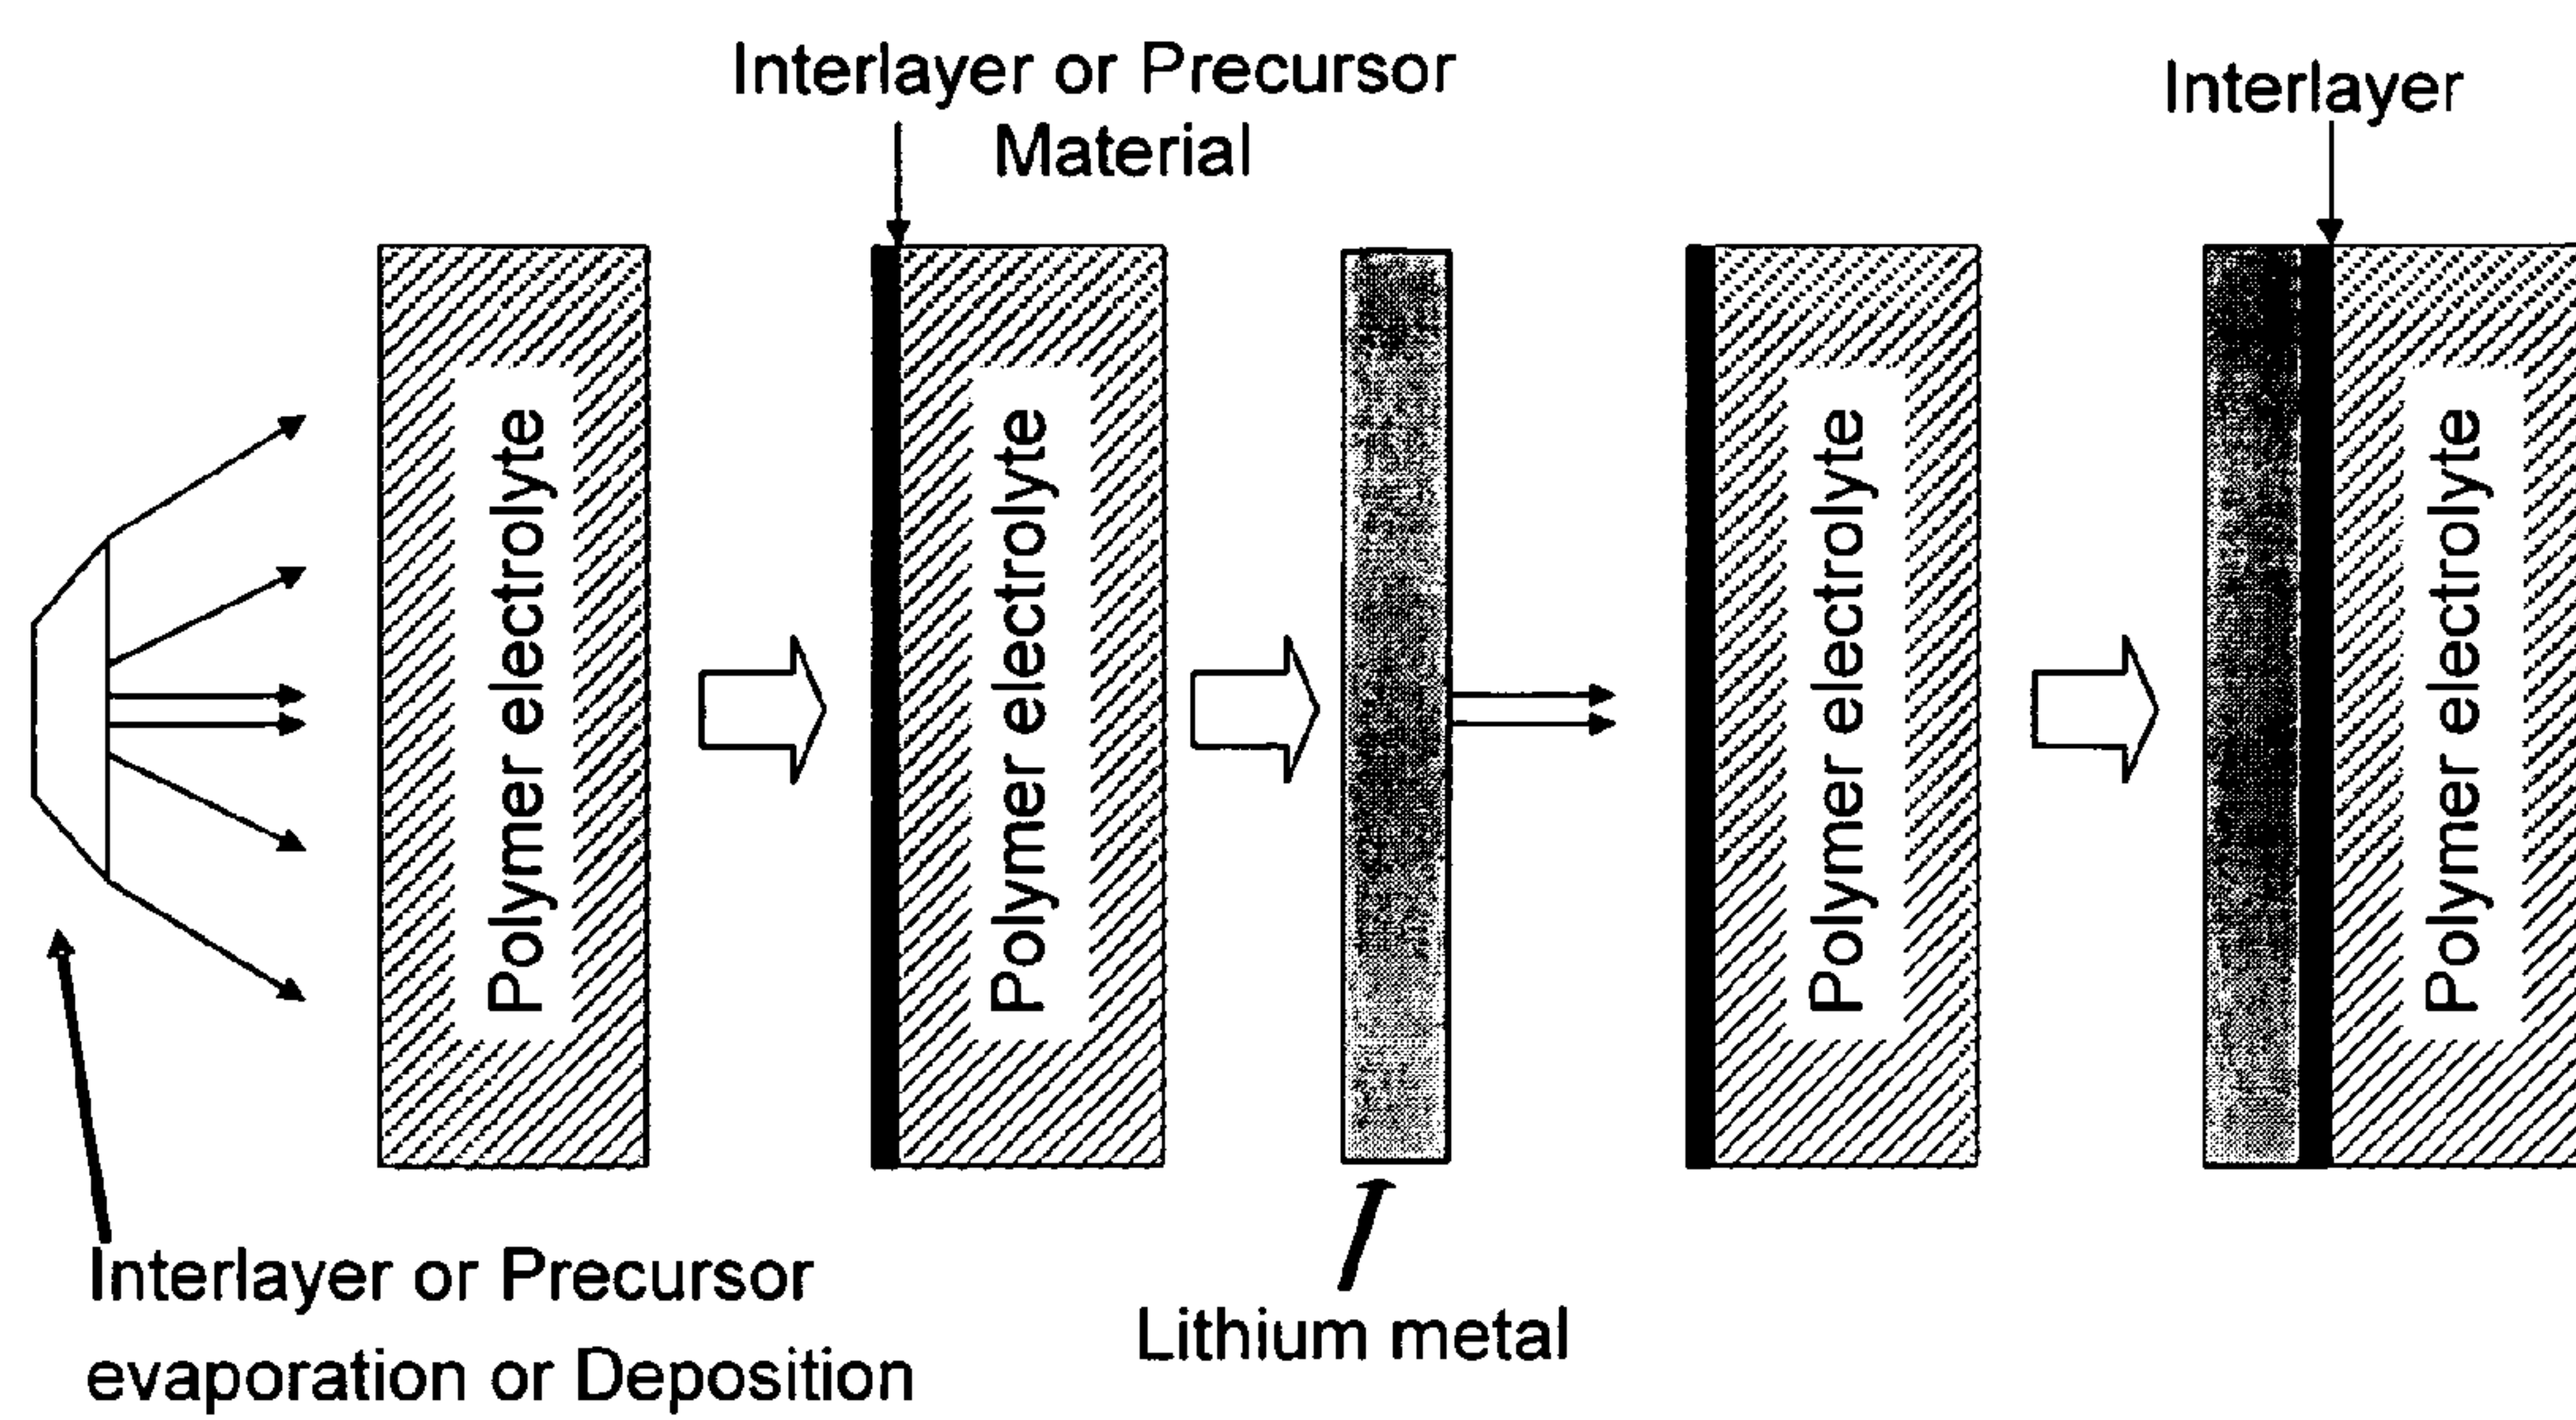 Interlayer or Precursor
Material
Interlayer
Polymer electrolyte
Polymer electrolyte
Polymer electrolyte
Polymer electrolyte
Interlayer or Precursor
evaporation or Deposition
Lithium metal